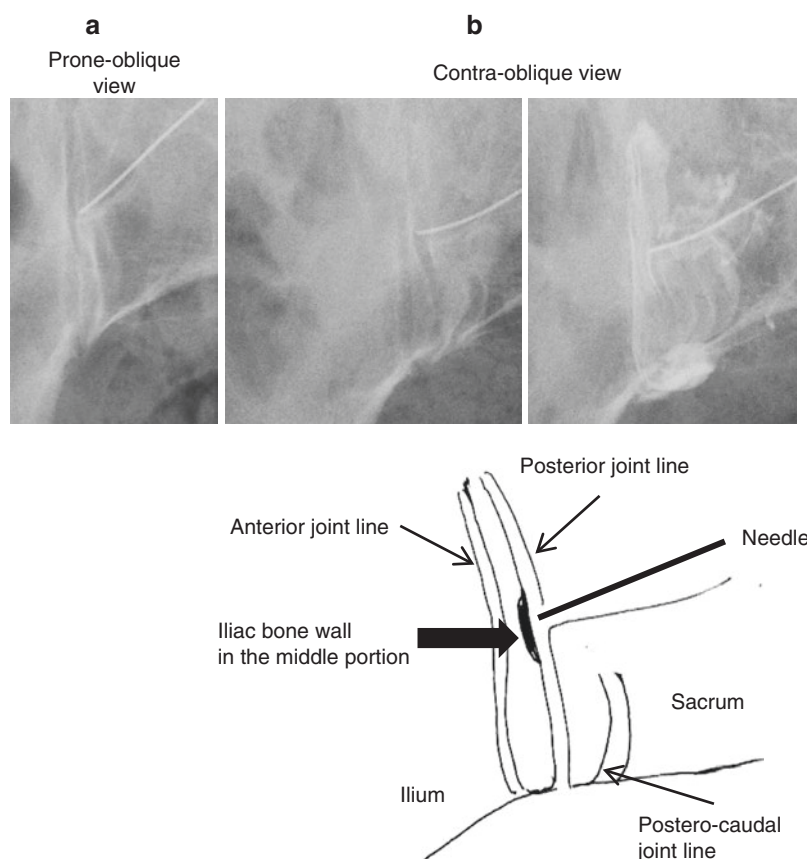 a
Prone-oblique
view
b
Contra-oblique view
Posterior joint line
Anterior joint line
Needle
Iliac bone wall
in the middle portion
Sacrum
Ilium
Postero-caudal
joint line